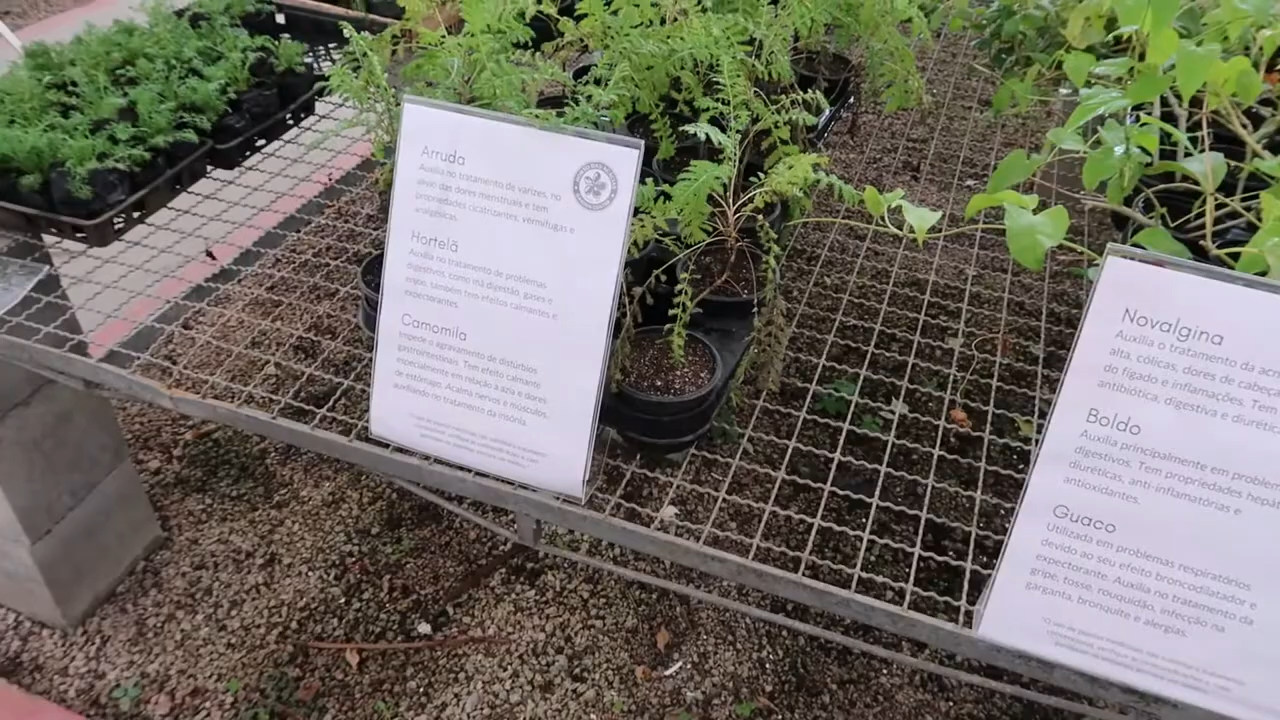 Arruda
Auxilia no tratamento de varizes, no
alívio das dores menstruais e tem
propriedades cicatrizantes, vermífugas e
analgésicas.
Hortelã
Auxilia no tratamento de problemas
digestivos, como má digestão, gases e
enjoo, também tem efeitos calmantes e
expectorantes.
Camomila
Impede o agravamento de distúrbios
gastrointestinais. Tem efeito calmante
especialmente em relação a azia e dores
de estômago. Acalma nervos e músculos,
auxiliando no tratamento da insônia.
Novalgina
Auxilia o tratamento da
alta, cólicas, dores de
do fígado e inflamações. Tem
antibiótica, digestiva e
Boldo
Auxilia principalmente em
digestivos. Tem propriedades
diuréticas, anti-inflamatórias e
antioxidantes.
Guaco
Utilizada em problemas respiratórios
devido ao seu efeito broncodilatador e
expectorante. Auxilia no tratamento da
gripe, tosse, rouquidão, infecção na
garganta, bronquite e alergias.